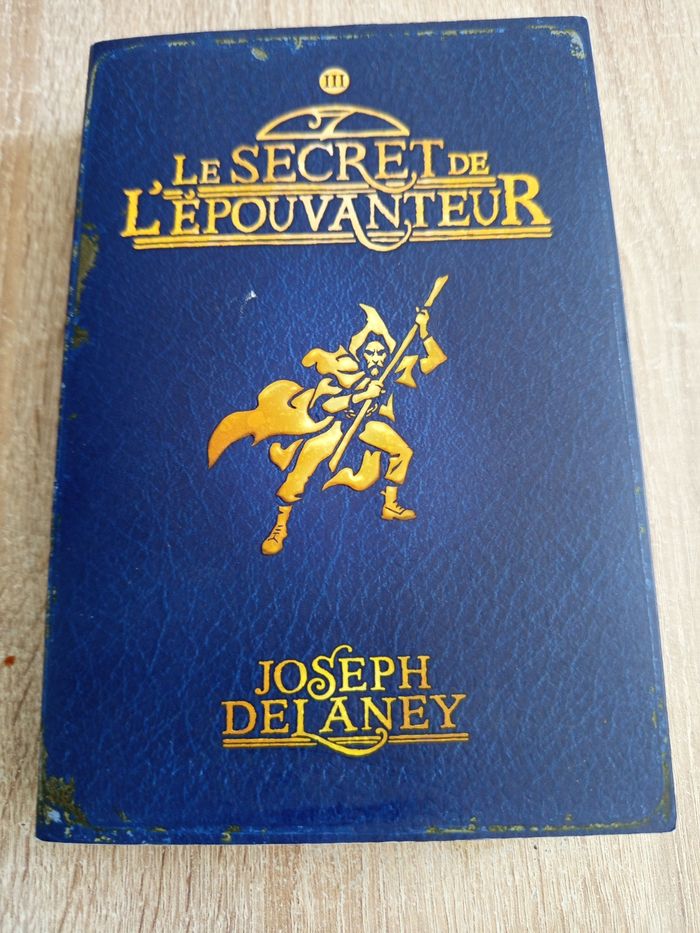 III
LE SECRET DE
L'ÉPOUVANTEUR
JOSEPH
DELANEY